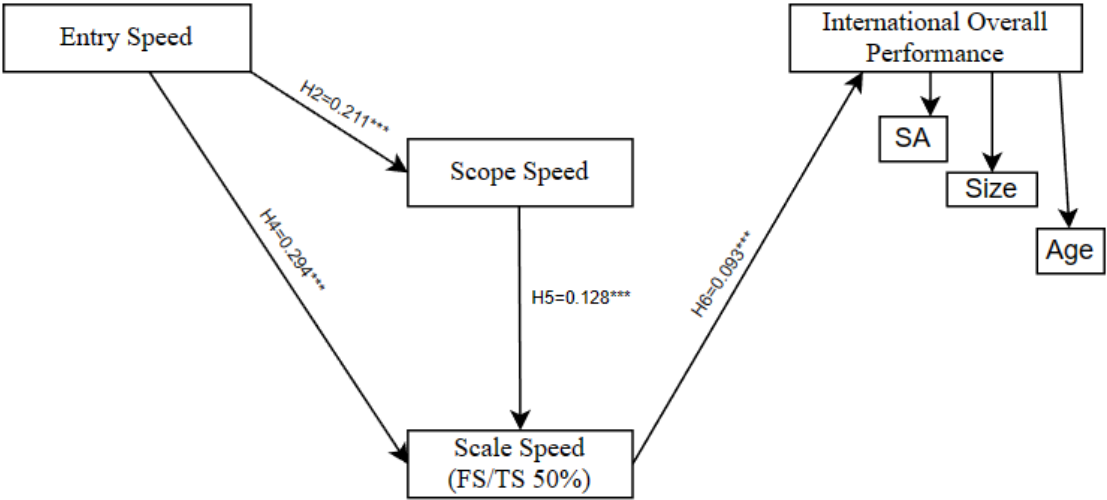 Entry Speed
International Overall
Performance
H2=0.211***
SA
Scope Speed
Size
H4=0.294***
Age
H5=0.128***
H6=0.093***
Scale Speed
(FS/TS 50%)